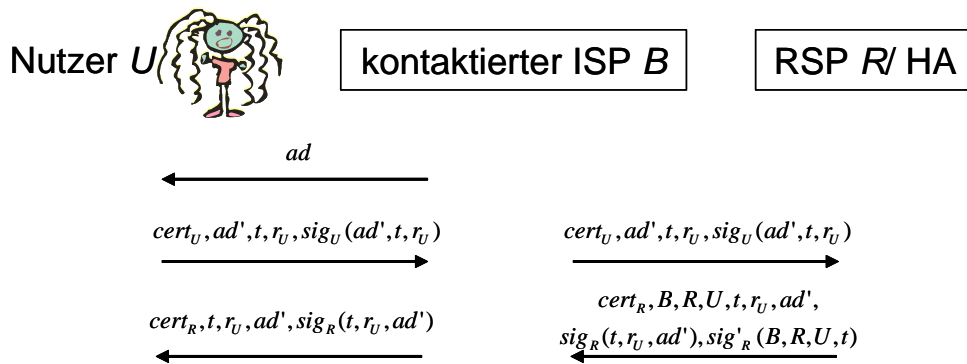 Nutzer U
kontaktierter ISP B
RSP R/ HA
ad
cert_U,ad',t,r_U,sig_U(ad',t,r_U)
cert_U,ad',t,r_U,sig_U(ad',t,r_U)
cert_R,t,r_U,ad',sig_R(t,r_U,ad')
cert_R,B,R,U,t,r_U,ad',
sig_R(t,r_U,ad'),sig'_R(B,R,U,t)